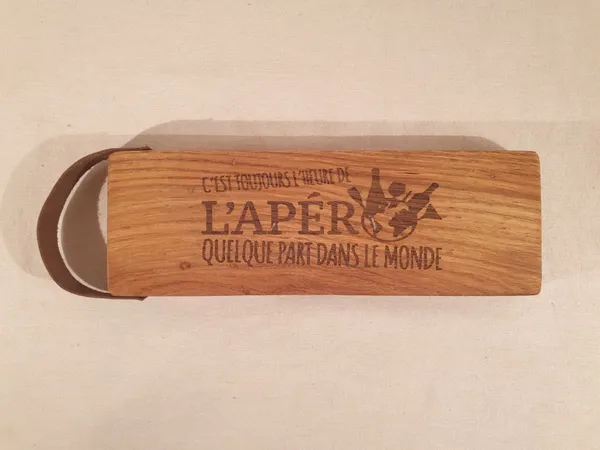 C'EST TOUJOURS L'HEURE DE
L'APÉRO
QUELQUE PART DANS LE MONDE